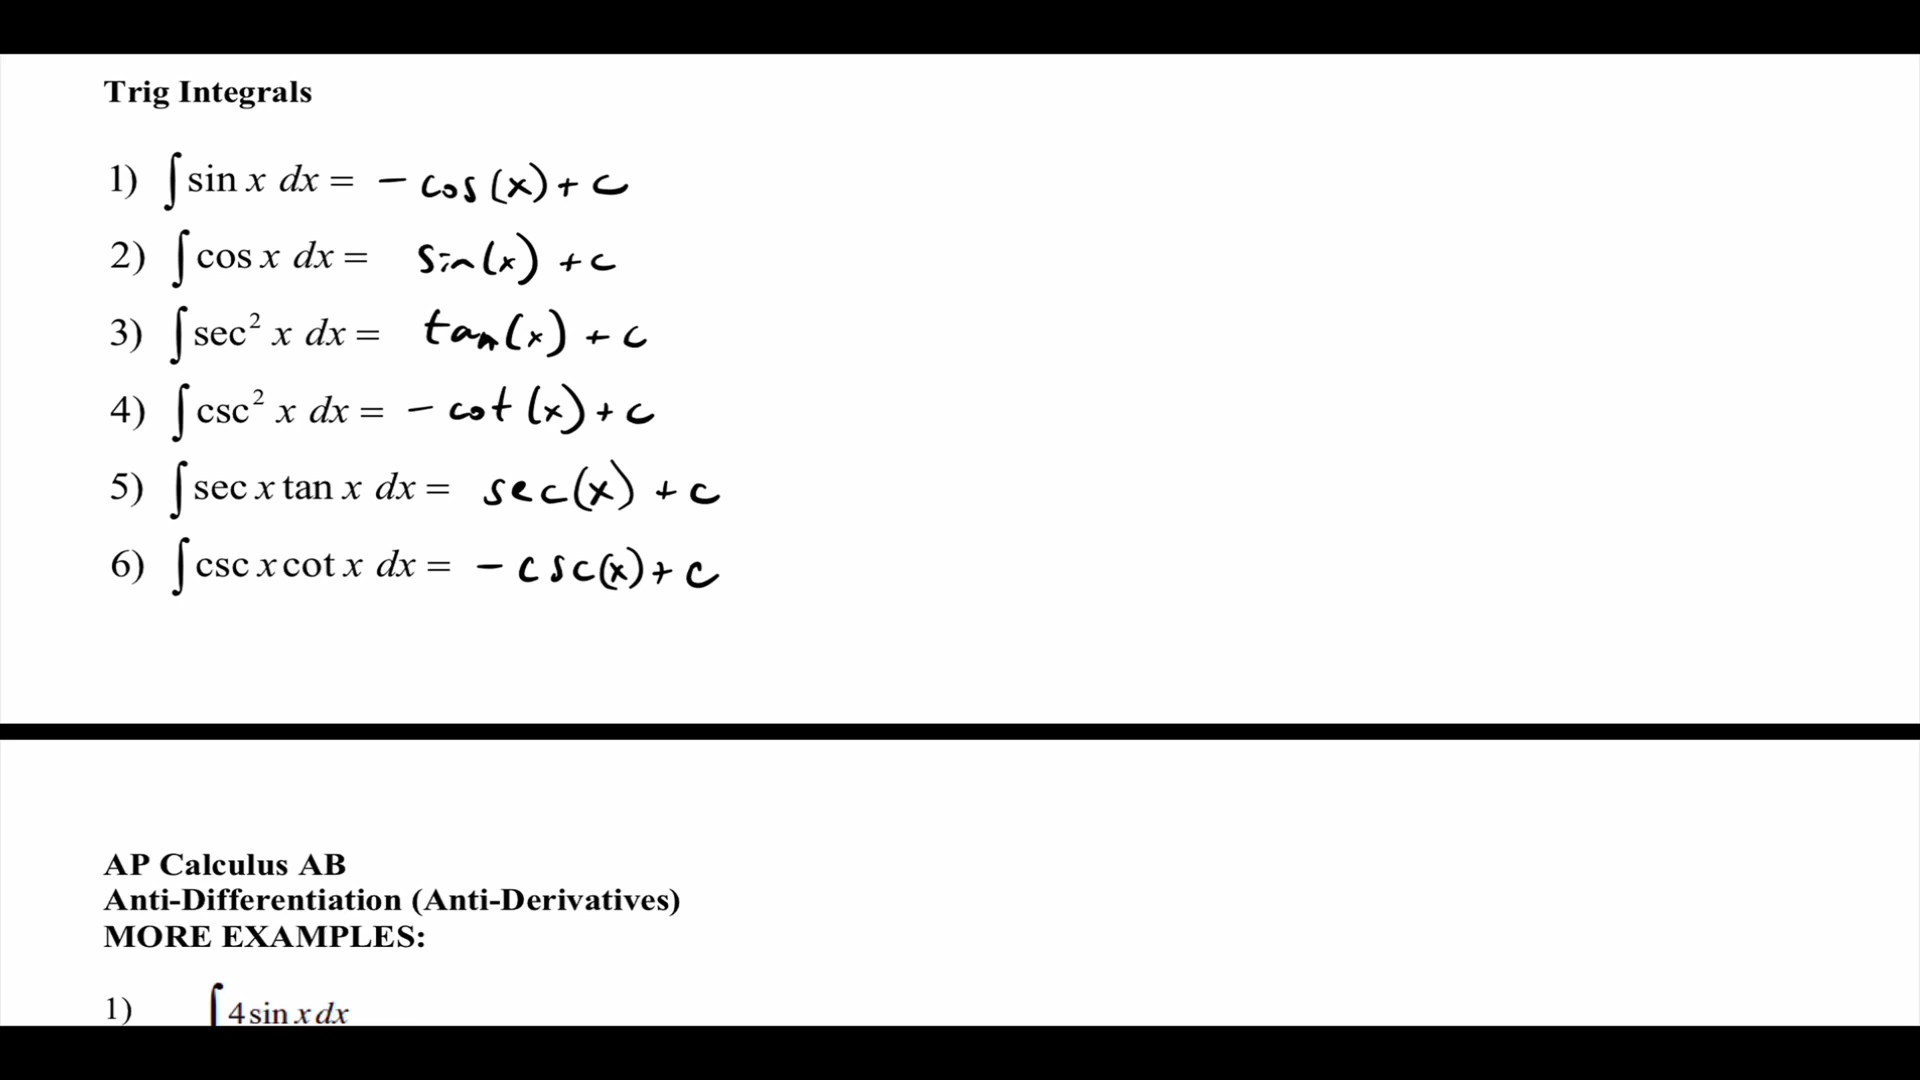 Trig Integrals
1) ∫ sin x dx = - cos(x) + c
2) ∫ cos x dx = sin(x) + c
3) ∫ sec² x dx = tan(x) + c
4) ∫ csc² x dx = - cot(x) + c
5) ∫ sec x tan x dx = sec(x) + c
6) ∫ csc x cot x dx = - csc(x) + c
AP Calculus AB
Anti-Differentiation (Anti-Derivatives)
MORE EXAMPLES:
1) ∫ 4 sin x dx